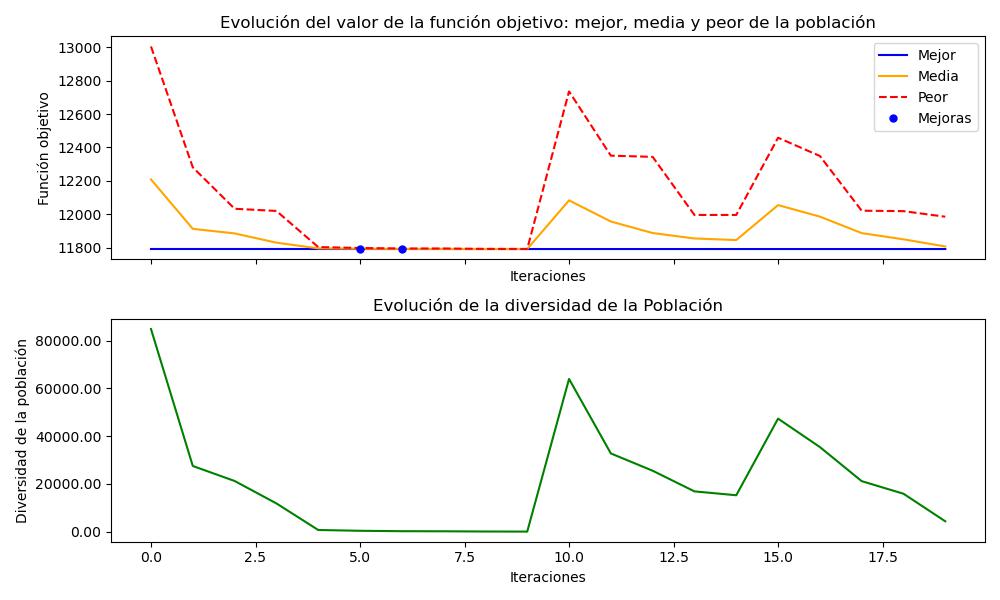 Evolución del valor de la función objetivo: mejor, media y peor de la población
Función objetivo
13000
12800
12600
12400
12200
12000
11800
Mejor
Media
Peor
Mejoras
Iteraciones
Evolución de la diversidad de la Población
Diversidad de la población
80000.00
60000.00
40000.00
20000.00
0.00
0.0 2.5 5.0 7.5 10.0 12.5 15.0 17.5
Iteraciones